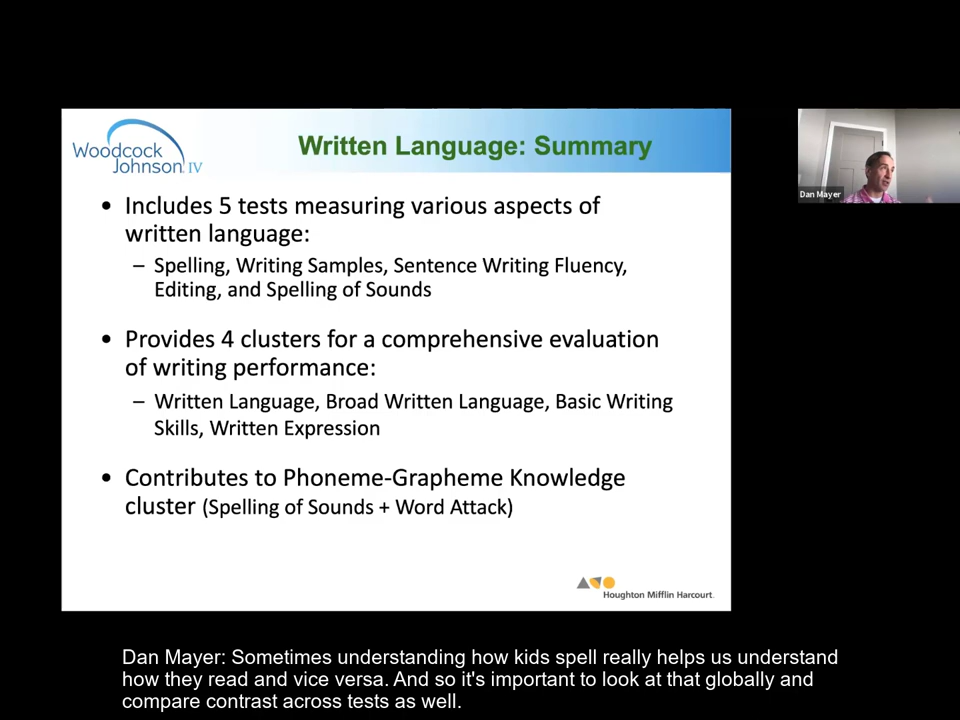 Woodcock
Johnson IV
Written Language: Summary
• Includes 5 tests measuring various aspects of
written language:
– Spelling, Writing Samples, Sentence Writing Fluency,
Editing, and Spelling of Sounds
• Provides 4 clusters for a comprehensive evaluation
of writing performance:
– Written Language, Broad Written Language, Basic Writing
Skills, Written Expression
• Contributes to Phoneme-Grapheme Knowledge
cluster (Spelling of Sounds + Word Attack)
Houghton Mifflin Harcourt.
Dan Mayer
Dan Mayer: Sometimes understanding how kids spell really helps us understand
how they read and vice versa. And so it's important to look at that globally and
compare contrast across tests as well.